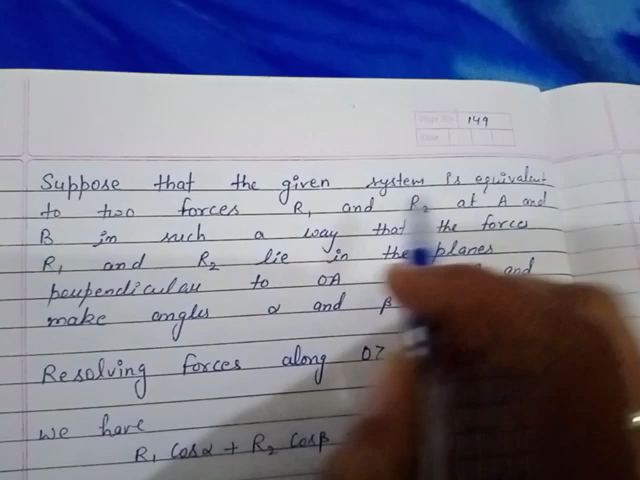 149
Suppose that the given system is equivalent
to two forces R₁ and R₂ at A and
B in such a way that the forces
R₁ and R₂ lie in the planes
perpendicular to OA and
make angles α and β
Resolving forces along OZ
we have
R₁ Cosα + R₂ Cosβ